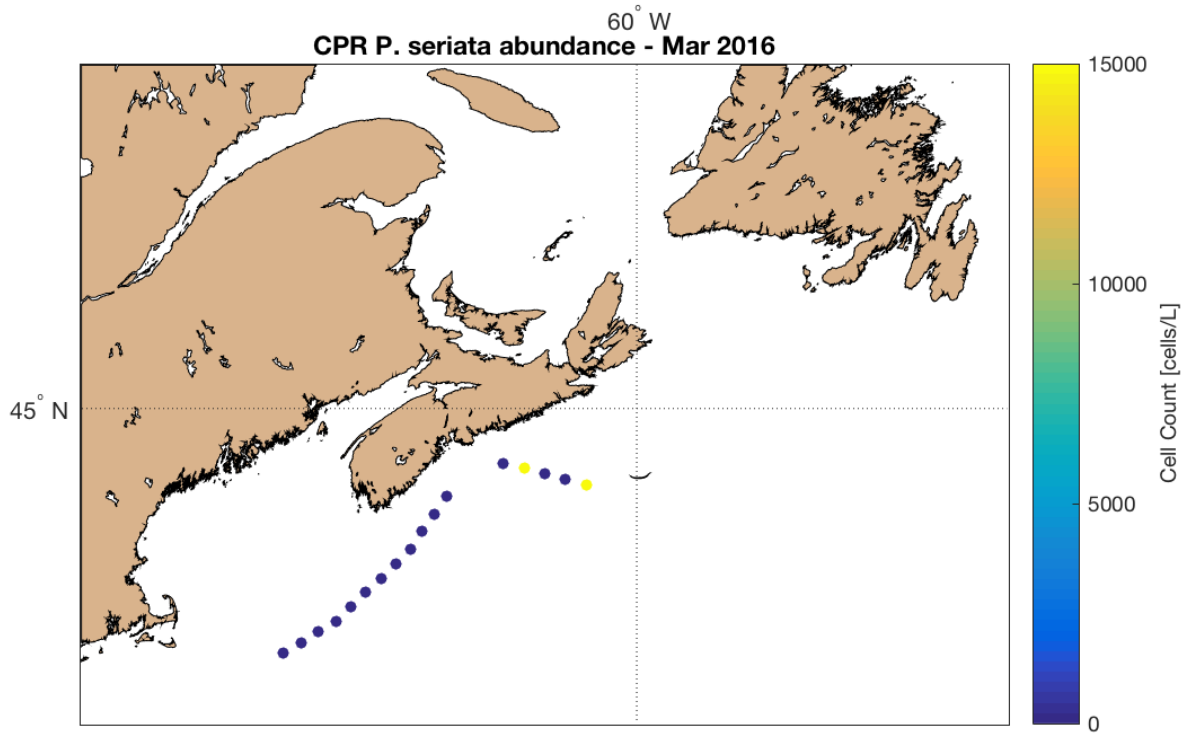 60° W
CPR P. seriata abundance - Mar 2016
45° N
15000
10000
5000
0
Cell Count [cells/L]